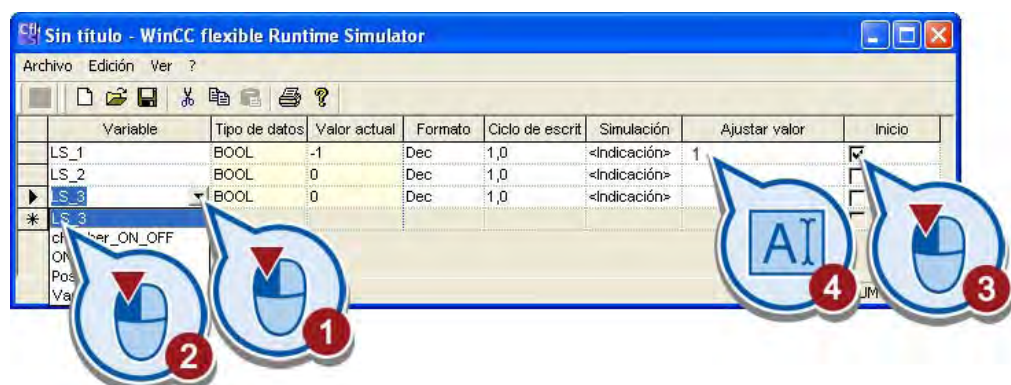 Sin título - WinCC flexible Runtime Simulator
Archivo Edición Ver ?
Variable Tipo de datos Valor actual Formato Ciclo de escrit Simulación Ajustar valor Inicio
LS_1 BOOL -1 Dec 1,0 <Indicación> 1
LS_2 BOOL 0 Dec 1,0 <Indicación>
LS_3 BOOL 0 Dec 1,0 <Indicación>
LS_3
AI
4
3
1
2